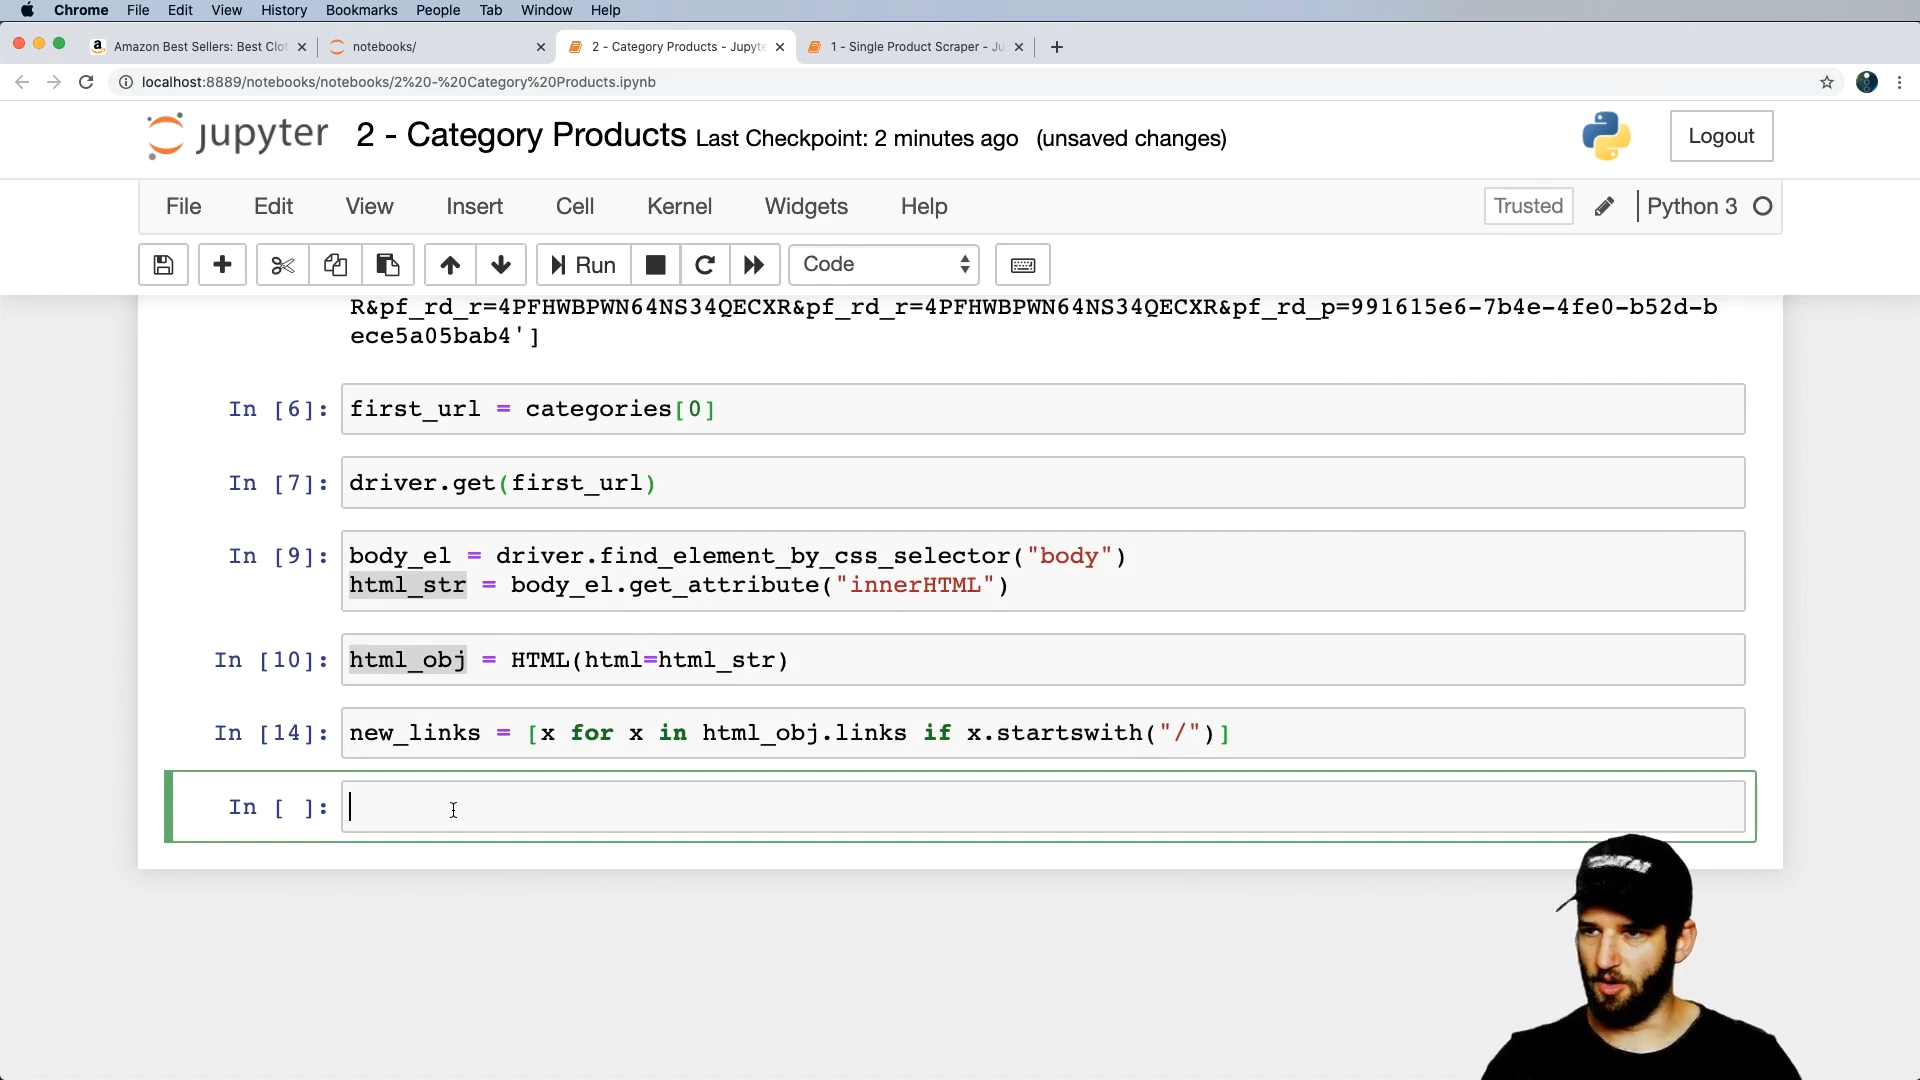 Chrome File Edit View History Bookmarks People Tab Window Help
Amazon Best Sellers: Best Clot
notebooks/
2 - Category Products - Jupyte
1 - Single Product Scraper - Ju
localhost:8889/notebooks/notebooks/2%20-%20Category%20Products.ipynb
jupyter 2 - Category Products Last Checkpoint: 2 minutes ago (unsaved changes)
Logout
File Edit View Insert Cell Kernel Widgets Help
Trusted
Python 3
Run
Code
R&pf_rd_r=4PFHWBPWN64NS34QECXR&pf_rd_r=4PFHWBPWN64NS34QECXR&pf_rd_p=991615e6-7b4e-4fe0-b52d-b
ece5a05bab4']
In [6]: first_url = categories[0]
In [7]: driver.get(first_url)
In [9]: body_el = driver.find_element_by_css_selector("body")
html_str = body_el.get_attribute("innerHTML")
In [10]: html_obj = HTML(html=html_str)
In [14]: new_links = [x for x in html_obj.links if x.startswith("/")]
In [ ]: